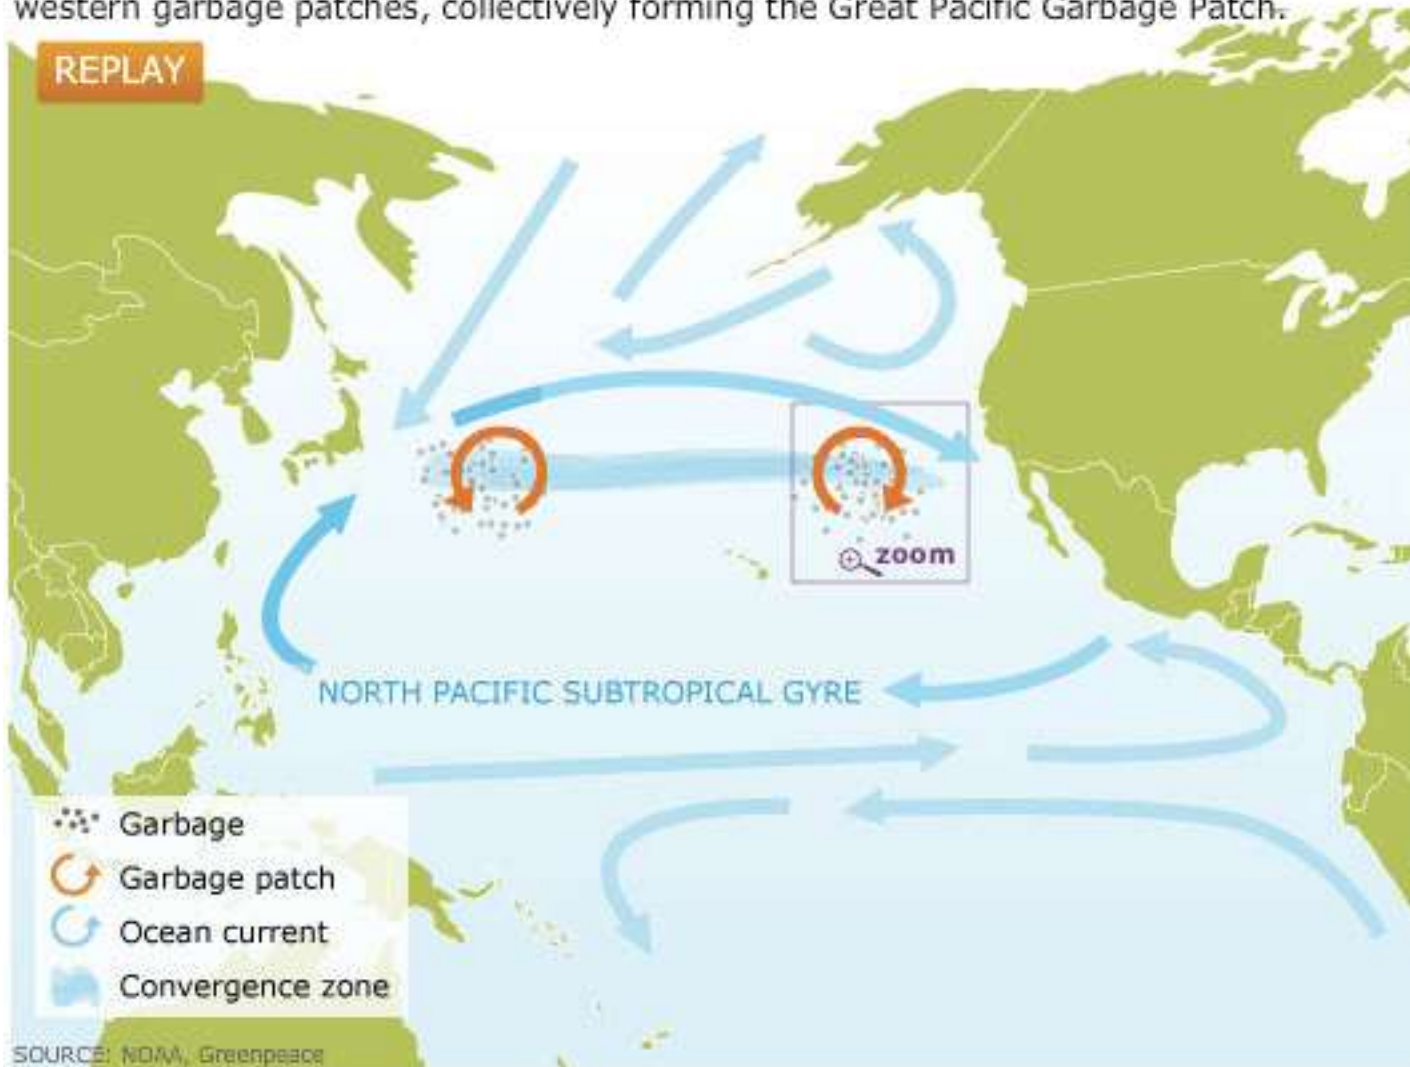 western garbage patches, collectively forming the Great Pacific Garbage Patch.
REPLAY
zoom
NORTH PACIFIC SUBTROPICAL GYRE
Garbage
Garbage patch
Ocean current
Convergence zone
SOURCE: NOAA, Greenpeace